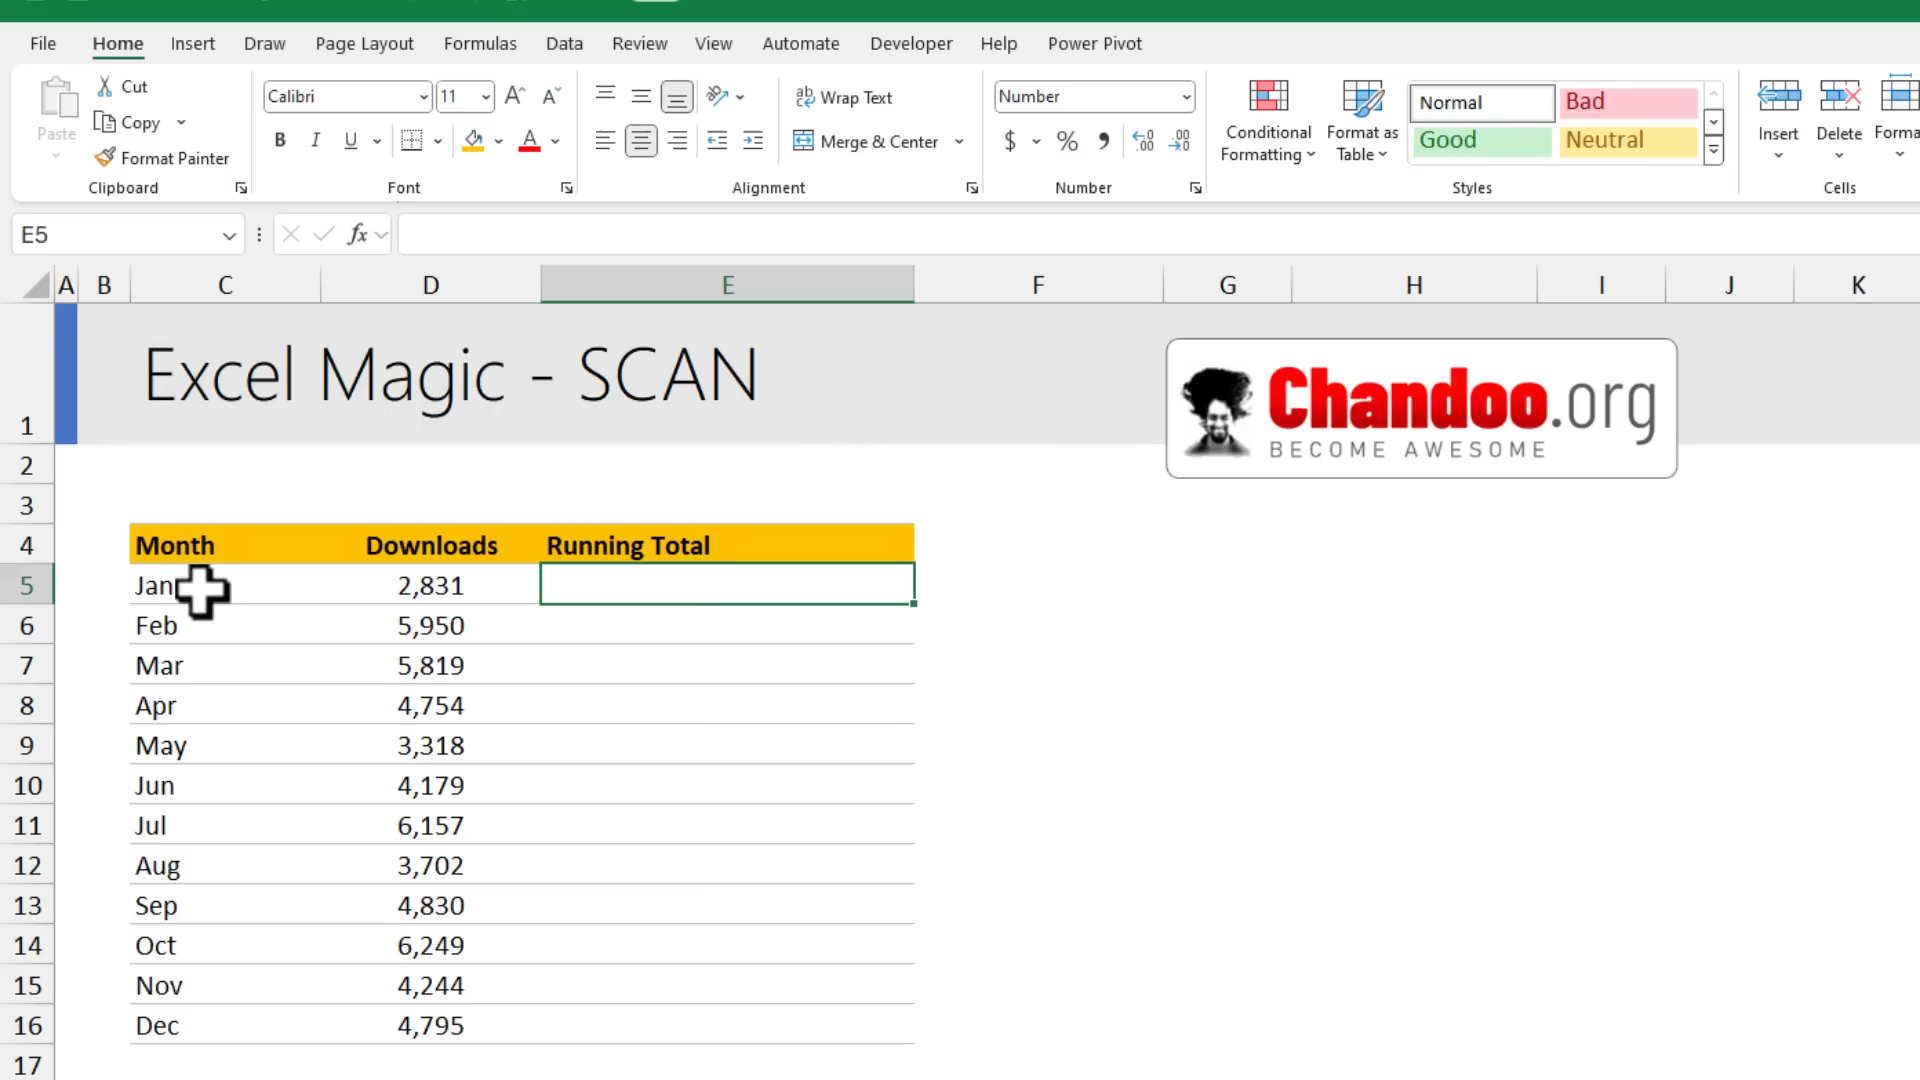 File Home Insert Draw Page Layout Formulas Data Review View Automate Developer Help Power Pivot
Paste Cut Copy Format Painter
Calibri 11
B I U A
Wrap Text
Merge & Center
Number
$ %
Conditional Formatting
Format as Table
Normal Bad
Good Neutral
Insert Delete Forma
Clipboard Font Alignment Number Styles Cells
E5 fx
A B C D E F G H I J K
1 Excel Magic - SCAN
Chandoo.org
BECOME AWESOME
2
3
4 Month Downloads Running Total
5 Jan 2,831
6 Feb 5,950
7 Mar 5,819
8 Apr 4,754
9 May 3,318
10 Jun 4,179
11 Jul 6,157
12 Aug 3,702
13 Sep 4,830
14 Oct 6,249
15 Nov 4,244
16 Dec 4,795
17